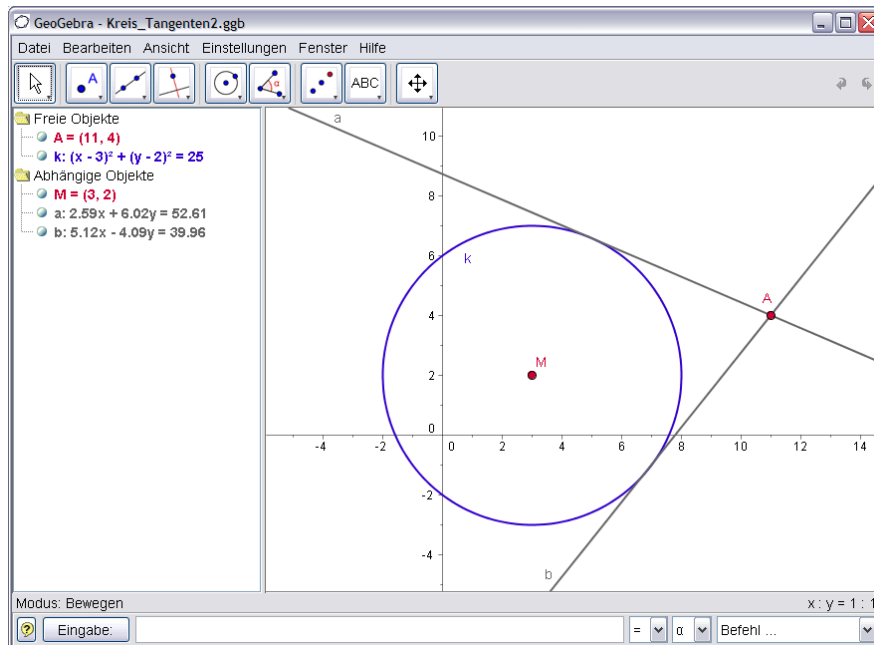 GeoGebra - Kreis_Tangenten2.ggb
Datei Bearbeiten Ansicht Einstellungen Fenster Hilfe
A α ABC
Freie Objekte
A = (11, 4)
k: (x - 3)² + (y - 2)² = 25
Abhängige Objekte
M = (3, 2)
a: 2.59x + 6.02y = 52.61
b: 5.12x - 4.09y = 39.96
a
10
8
6
k
A
4
M
2
0
-4 -2 0 2 4 6 8 10 12 14
-2
-4
b
Modus: Bewegen x : y = 1 : 1
? Eingabe: = α Befehl ...